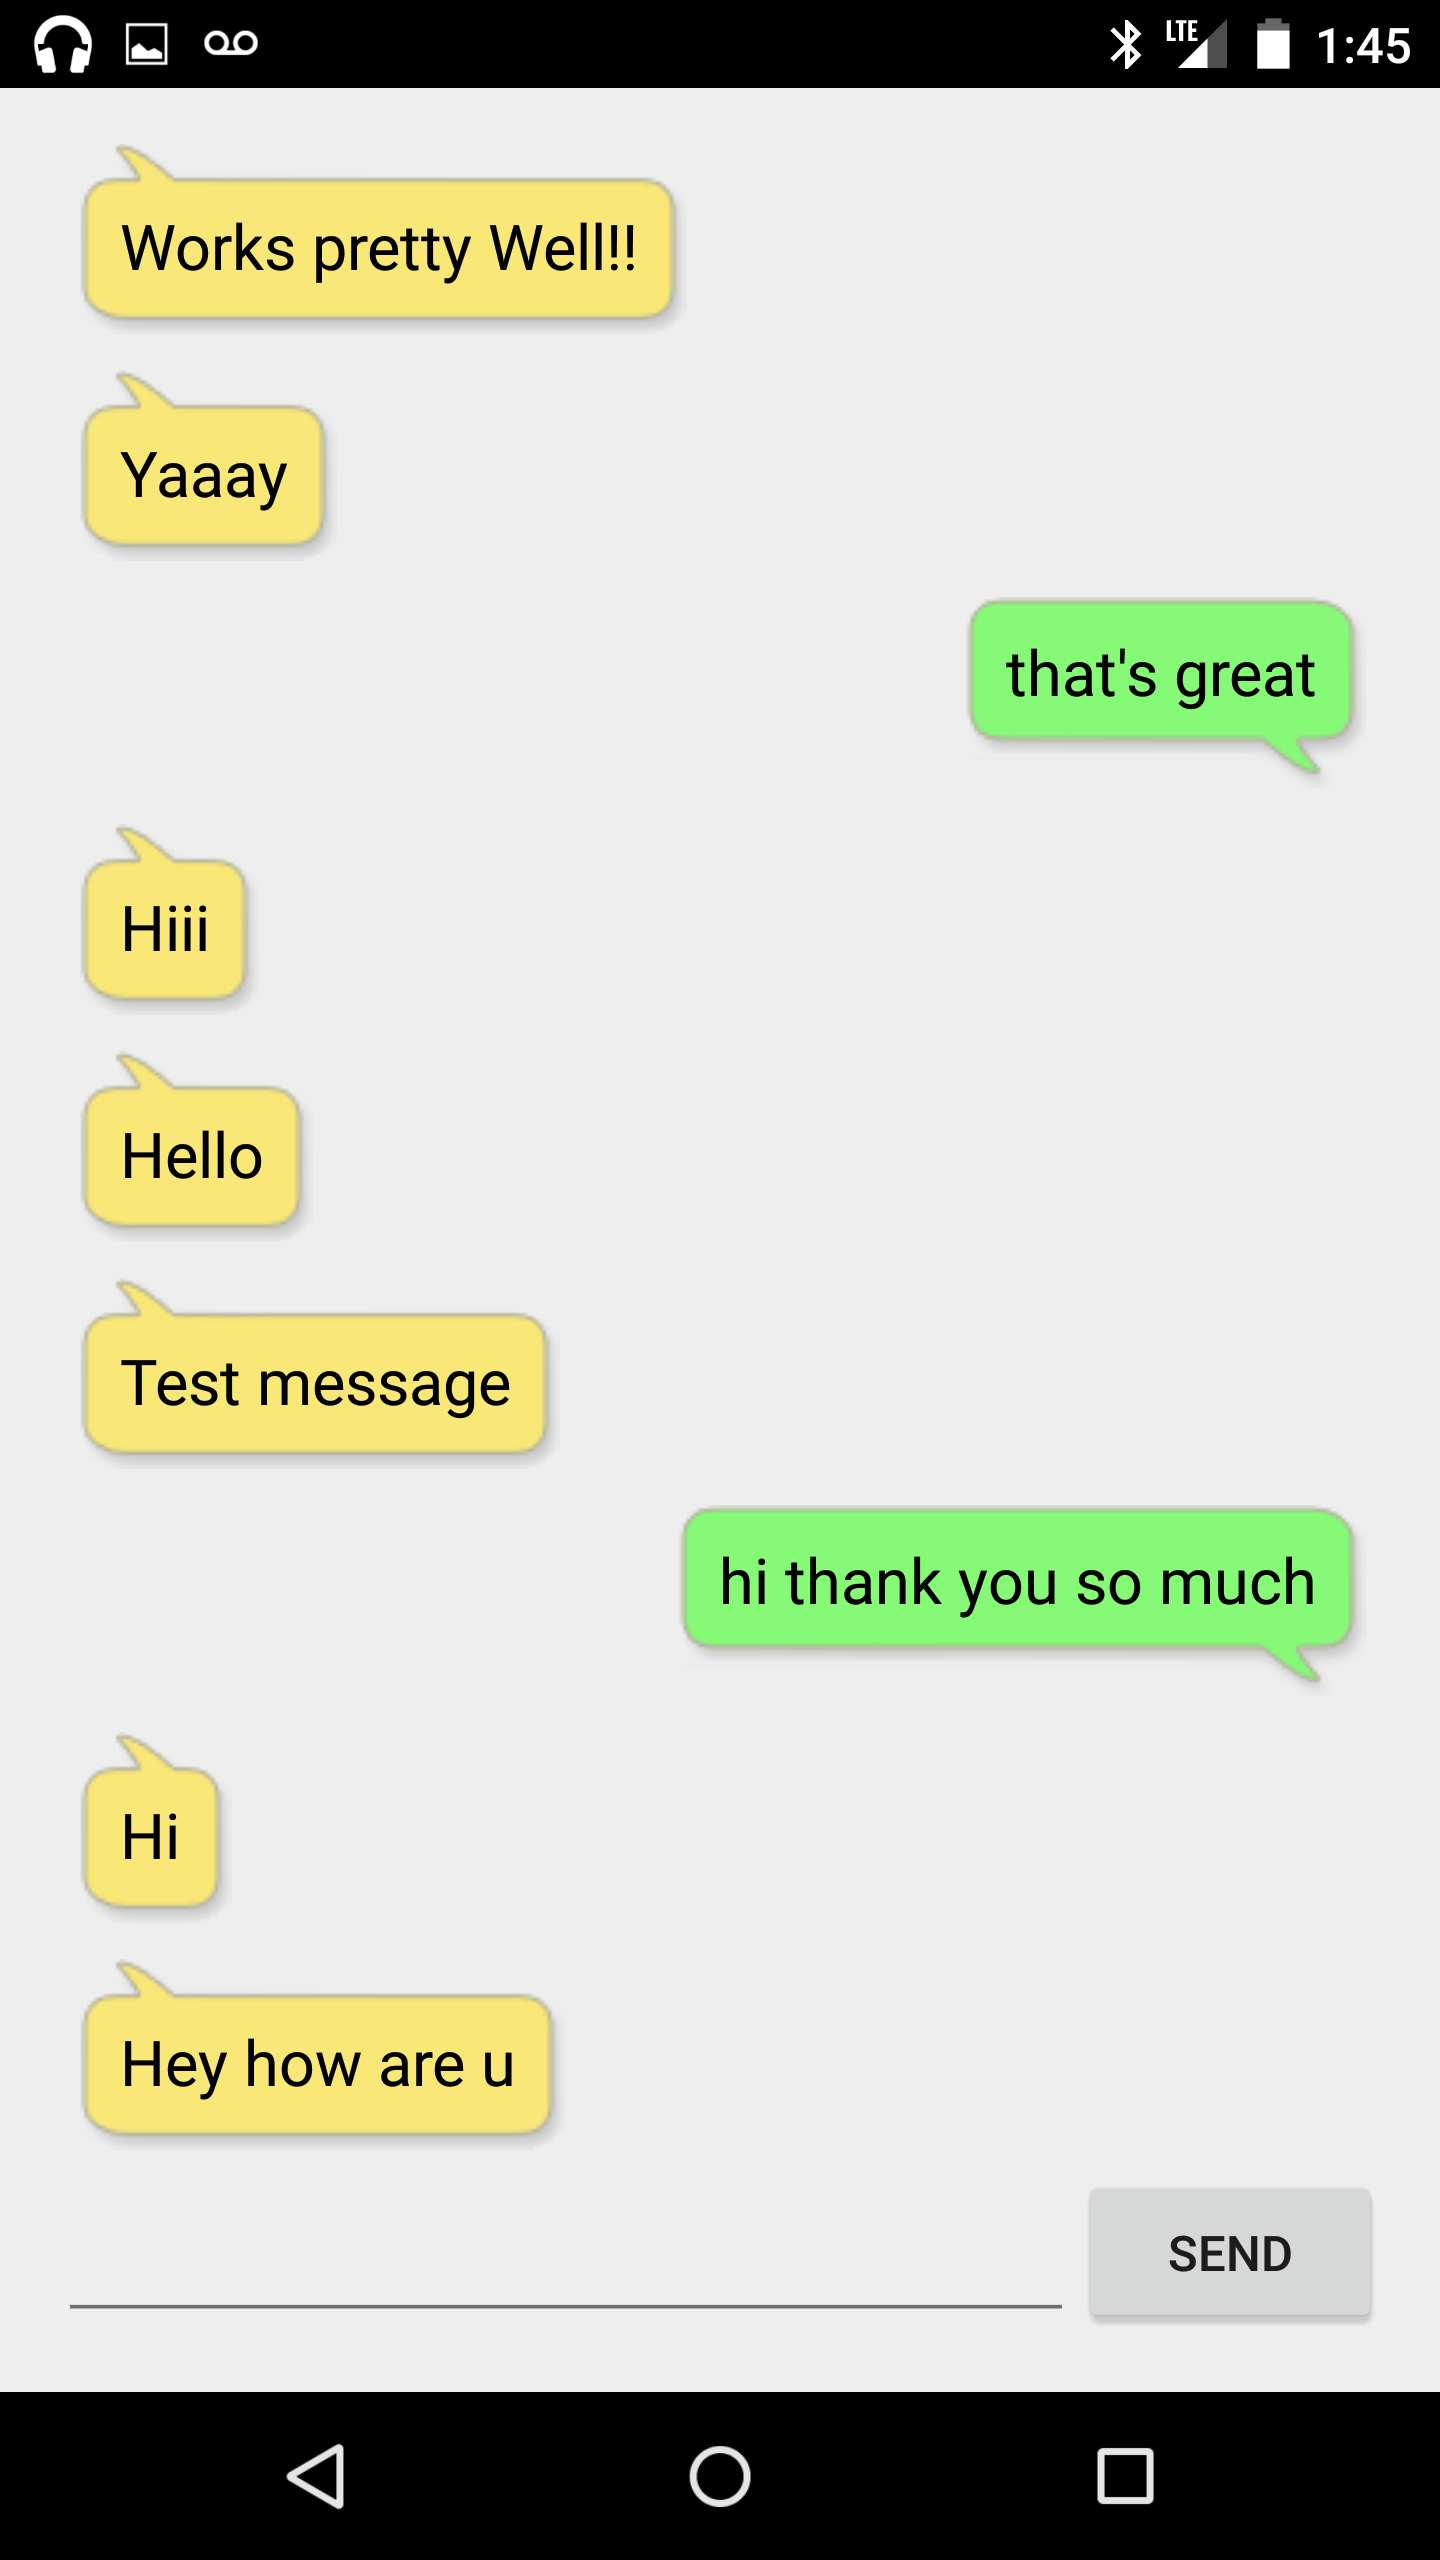 LTE 1:45
Works pretty Well!!
Yaaay
that's great
Hiii
Hello
Test message
hi thank you so much
Hi
Hey how are u
SEND